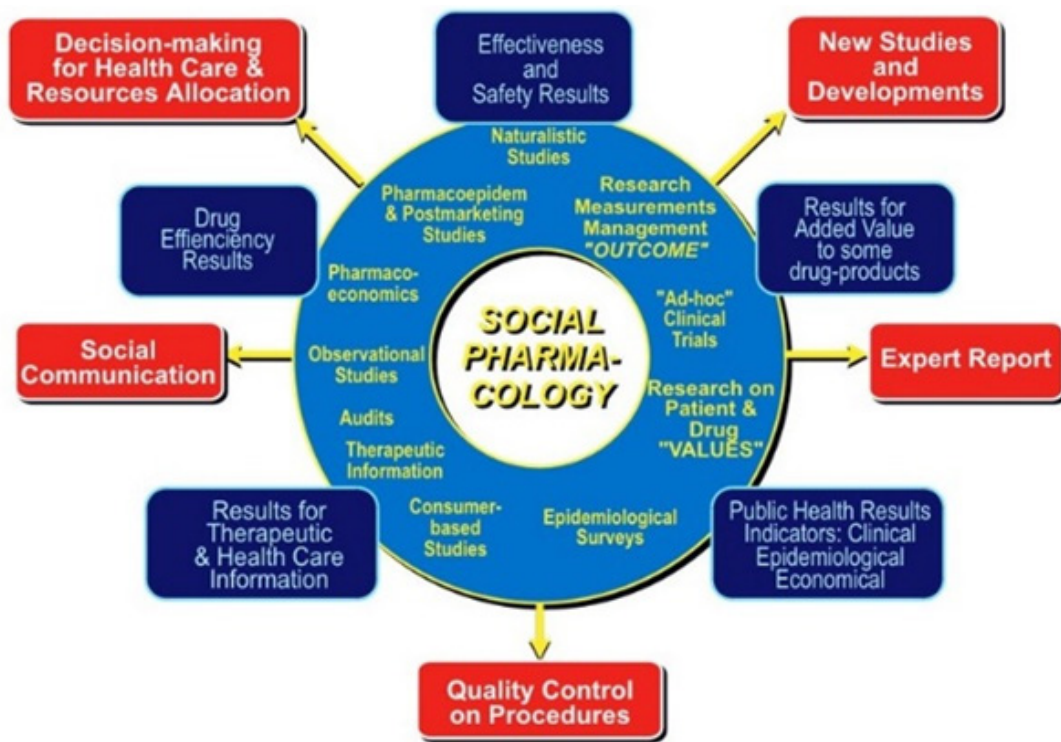 Decision-making
for Health Care &
Resources Allocation
Effectiveness
and
Safety Results
New Studies
and
Developments
Naturalistic
Studies
Pharmacoepidem
& Postmarketing
Studies
Research
Measurements
Management
"OUTCOME"
Drug
Effienciency
Results
Results for
Added Value
to some
drug-products
Pharmaco-
economics
"Ad-hoc"
Clinical
Trials
SOCIAL
PHARMA-
COLOGY
Social
Communication
Observational
Studies
Expert Report
Audits
Research on
Patient &
Drug
"VALUES"
Therapeutic
Information
Results for
Therapeutic
& Health Care
Information
Consumer-
based
Studies
Epidemiological
Surveys
Public Health Results
Indicators: Clinical
Epidemiological
Economical
Quality Control
on Procedures